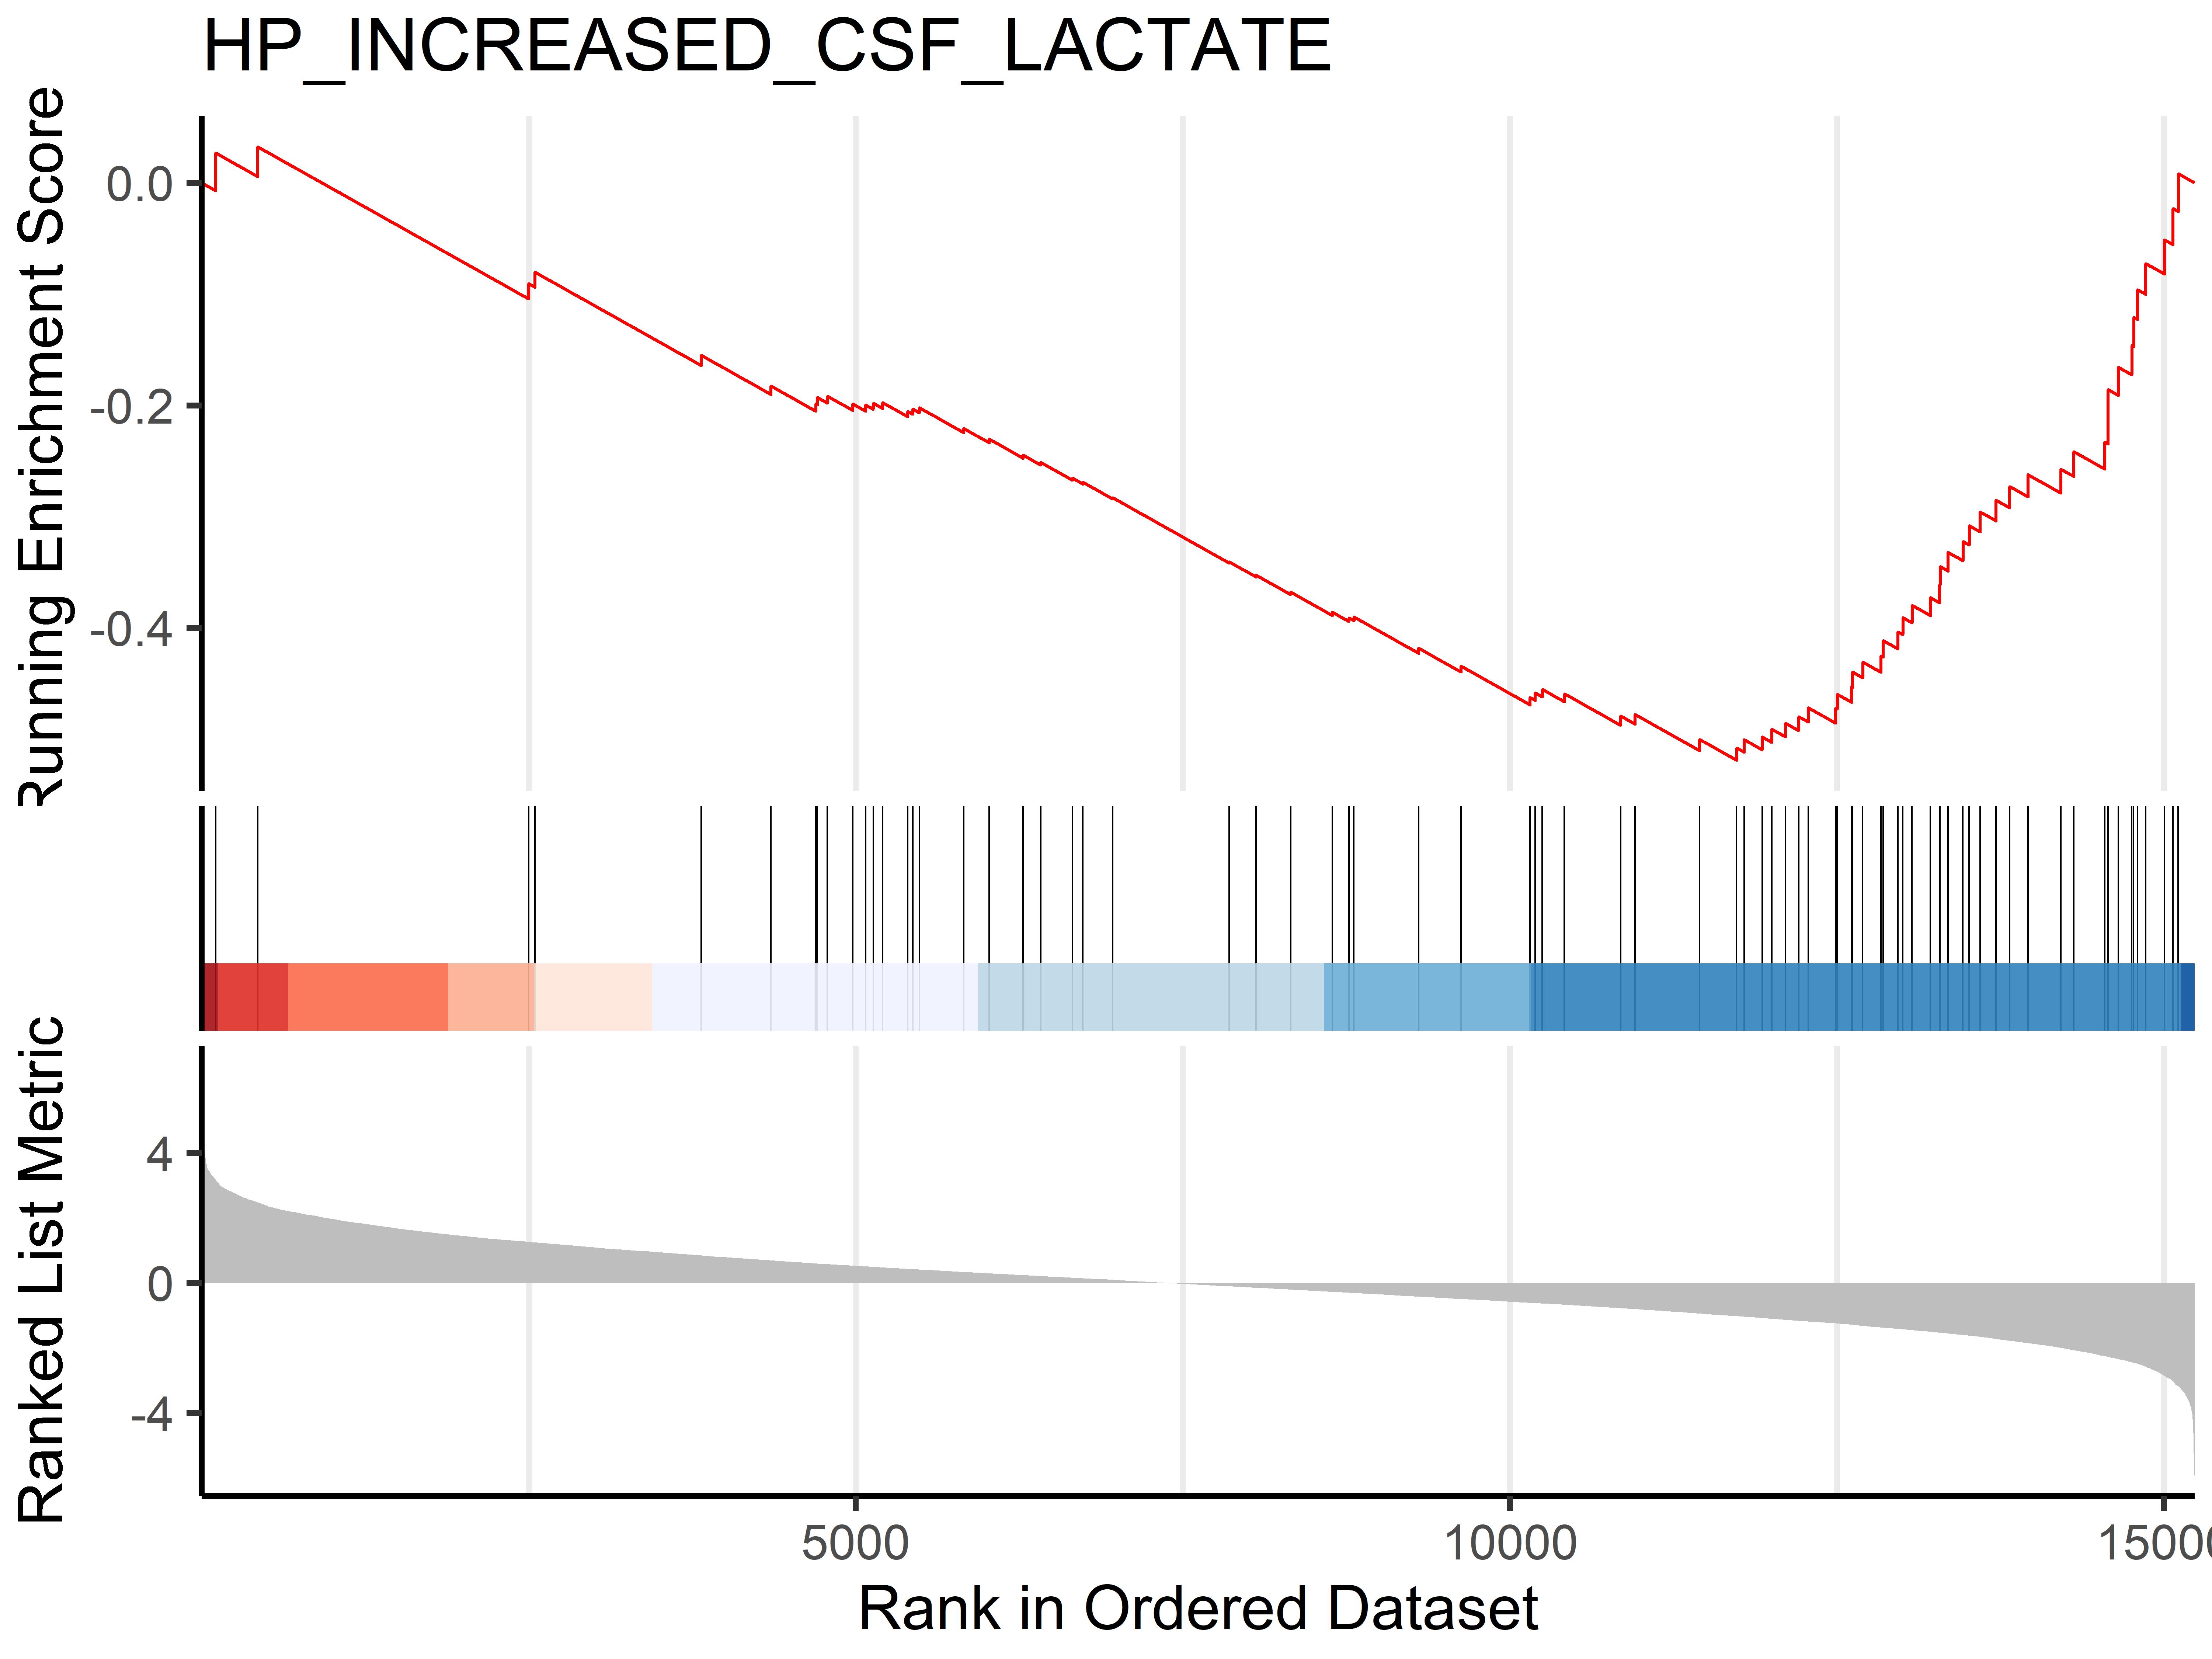 HP_INCREASED_CSF_LACTATE
Running Enrichment Score
0.0
-0.2
-0.4
Ranked List Metric
4
0
-4
5000
10000
15000
Rank in Ordered Dataset